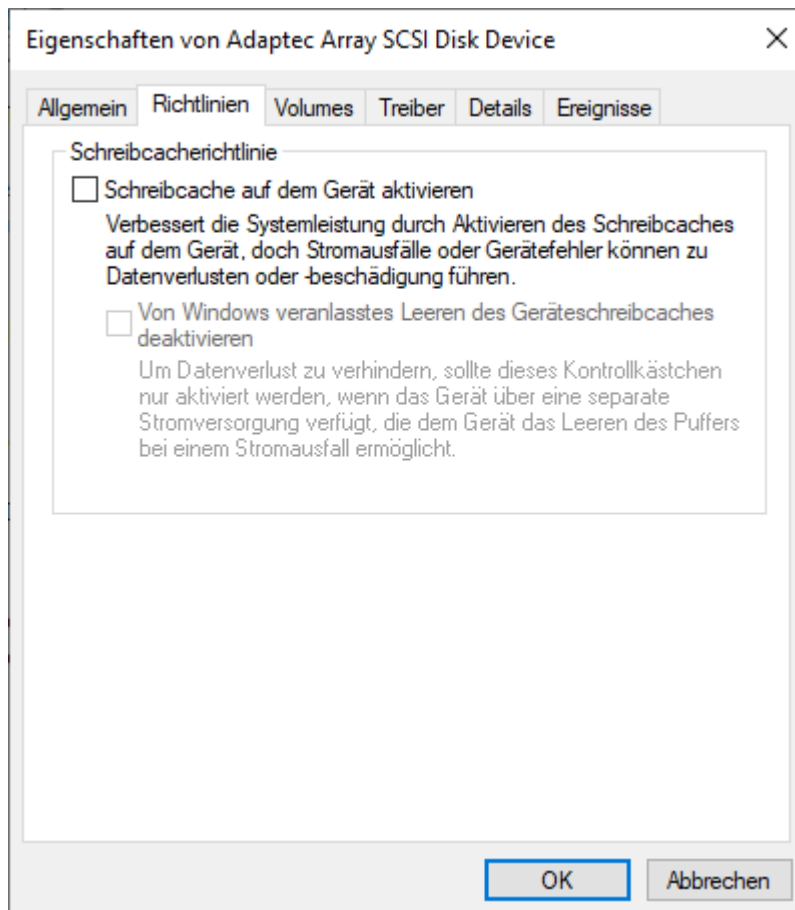 Eigenschaften von Adaptec Array SCSI Disk Device
Allgemein Richtlinien Volumes Treiber Details Ereignisse
Schreibcacherichtlinie
Schreibcache auf dem Gerät aktivieren
Verbessert die Systemleistung durch Aktivieren des Schreibcaches
auf dem Gerät, doch Stromausfälle oder Gerätefehler können zu
Datenverlusten oder -beschädigung führen.
Von Windows veranlasstes Leeren des Geräteschreibcaches
deaktivieren
Um Datenverlust zu verhindern, sollte dieses Kontrollkästchen
nur aktiviert werden, wenn das Gerät über eine separate
Stromversorgung verfügt, die dem Gerät das Leeren des Puffers
bei einem Stromausfall ermöglicht.
OK Abbrechen